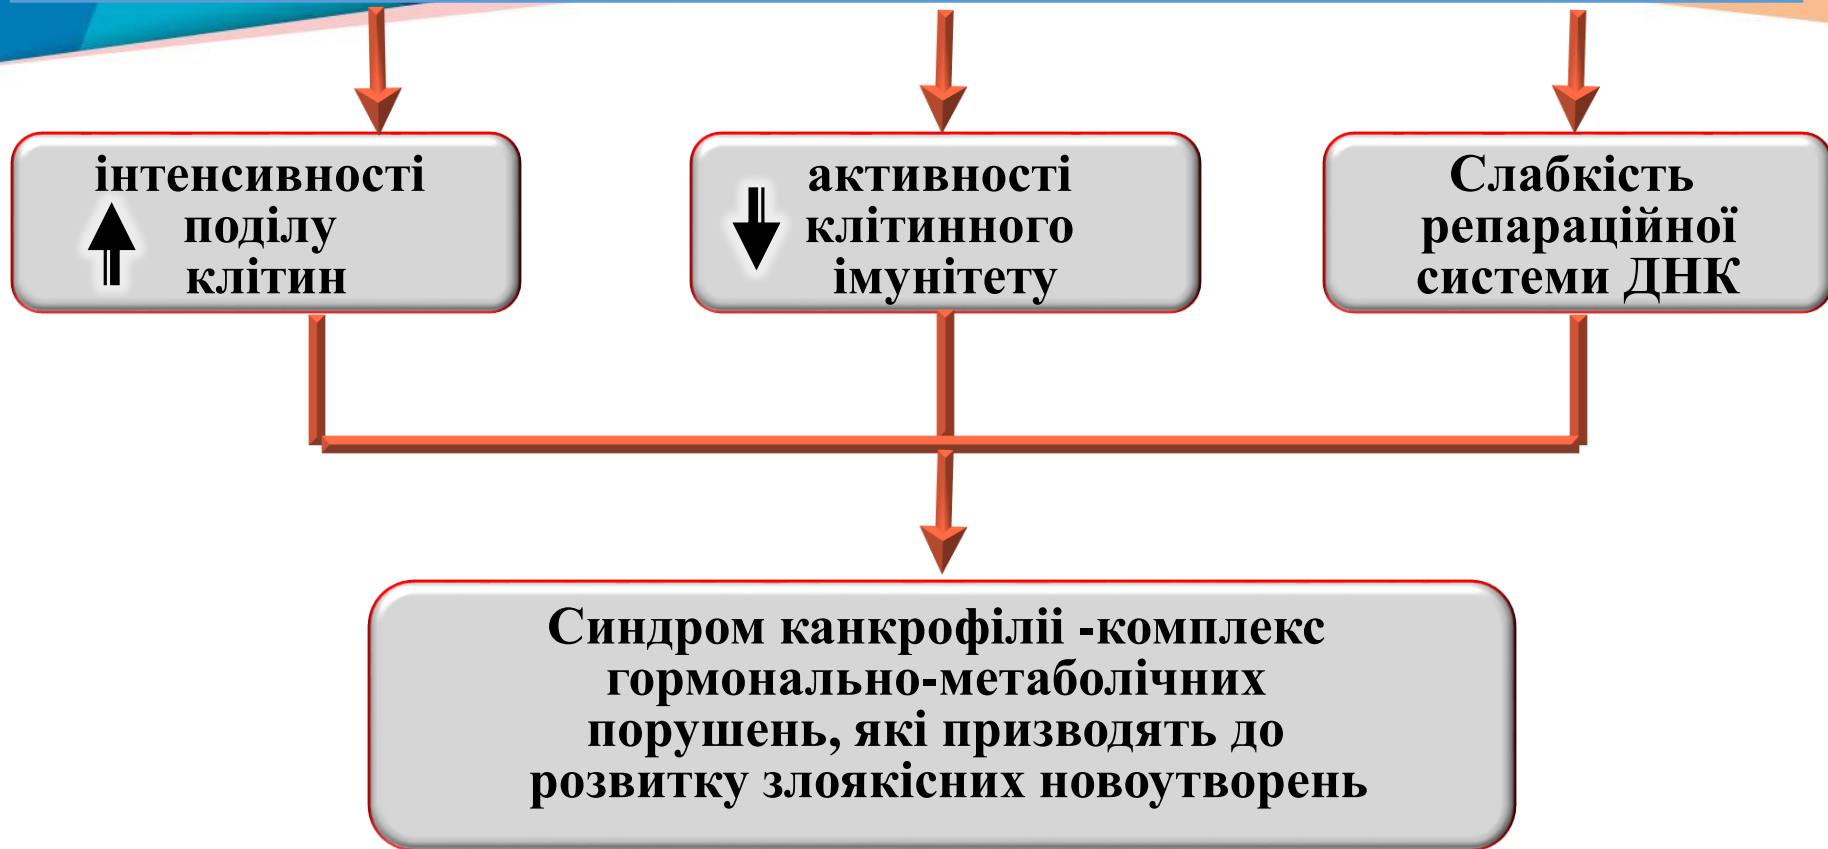 інтенсивності
поділу
клітин
активності
клітинного
імунітету
Слабкість
репараційної
системи ДНК
Синдром канкрофіліі -комплекс
гормонально-метаболічних
порушень, які призводять до
розвитку злоякісних новоутворень